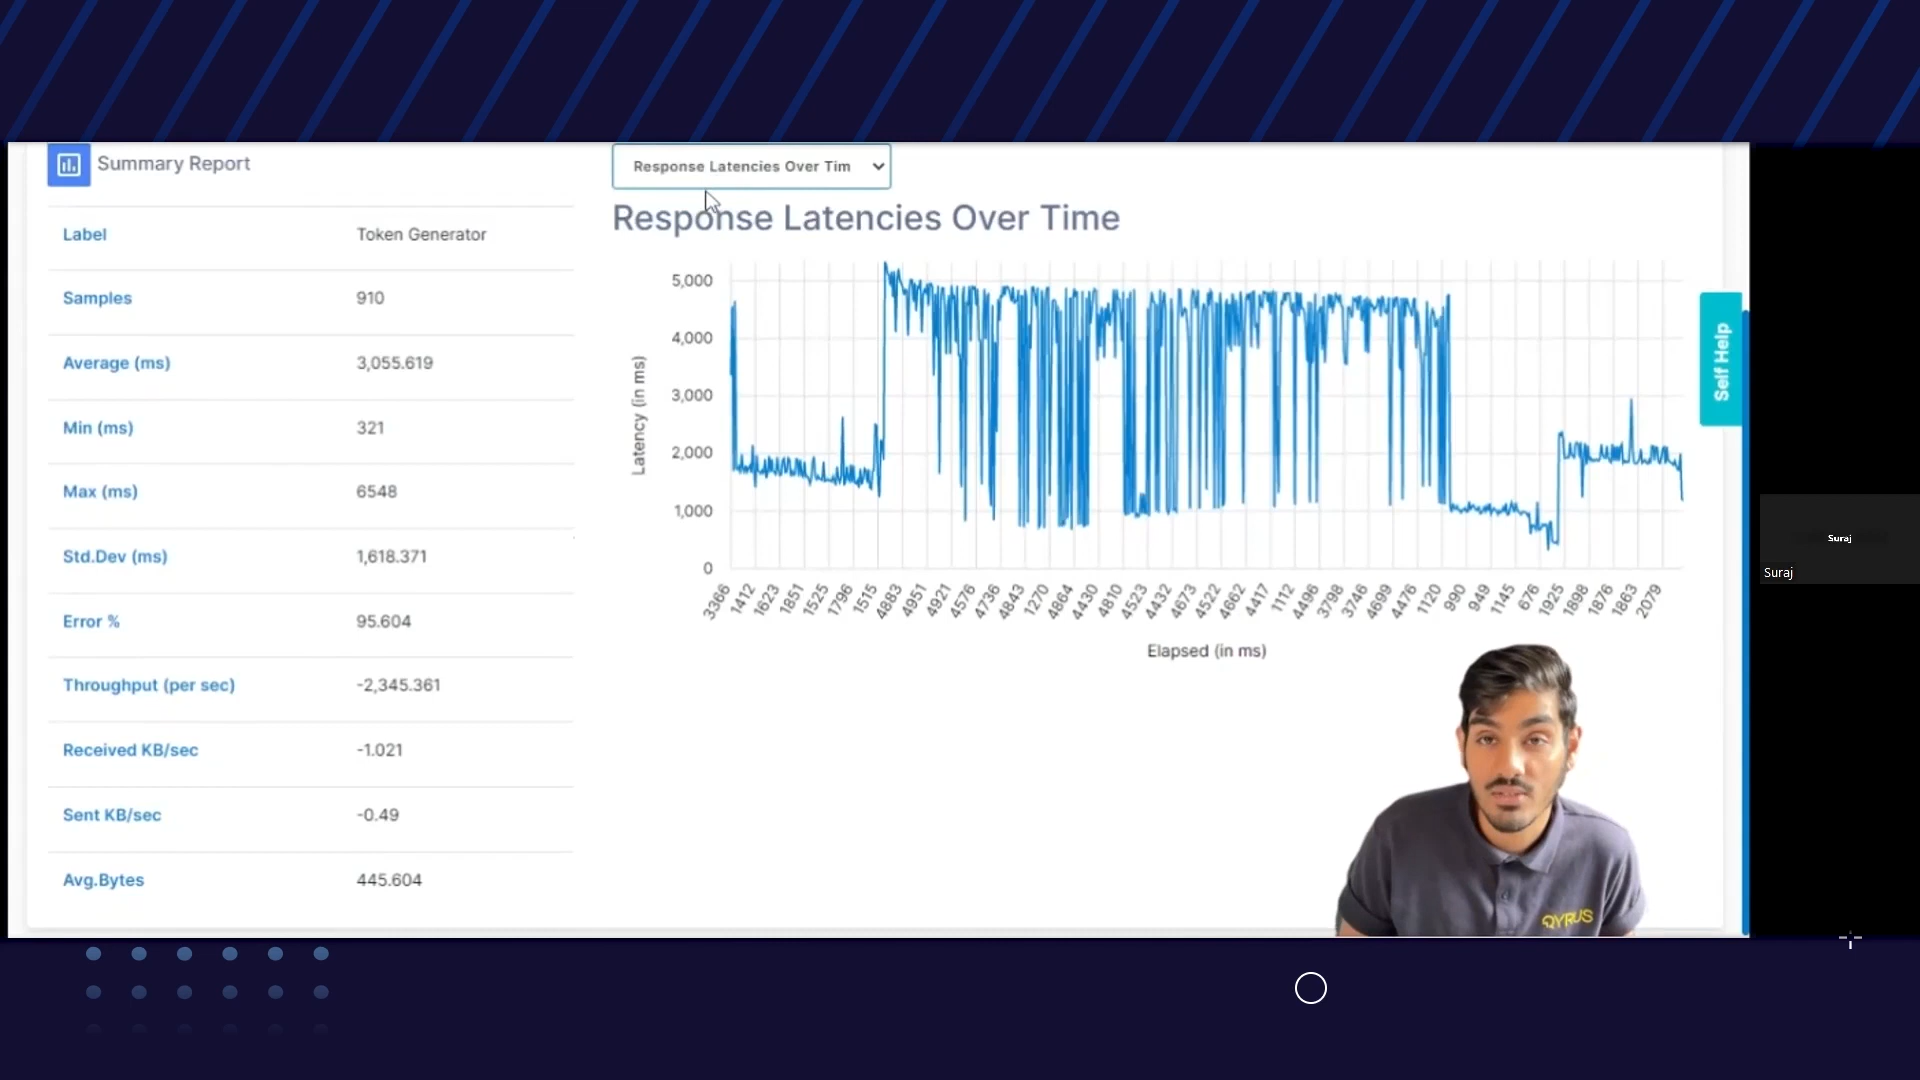 Summary Report
Response Latencies Over Tim
Response Latencies Over Time
Label Token Generator
Samples 910
Average (ms) 3,055.619
Min (ms) 321
Max (ms) 6548
Std.Dev (ms) 1,618.371
Error % 95.604
Throughput (per sec) -2,345.361
Received KB/sec -1.021
Sent KB/sec -0.49
Avg.Bytes 445.604
Latency (in ms)
5,000
4,000
3,000
2,000
1,000
0
3366 1412 1623 1851 1525 1796 1515 4883 4951 4921 4576 4736 4843 1270 4864 4430 4810 4523 4432 4673 4522 4662 4417 1112 4496 3798 3746 4699 4476 1120 990 949 1145 676 1925 1898 1876 1863 2079
Elapsed (in ms)
Self Help
QYRUS
Suraj
Suraj